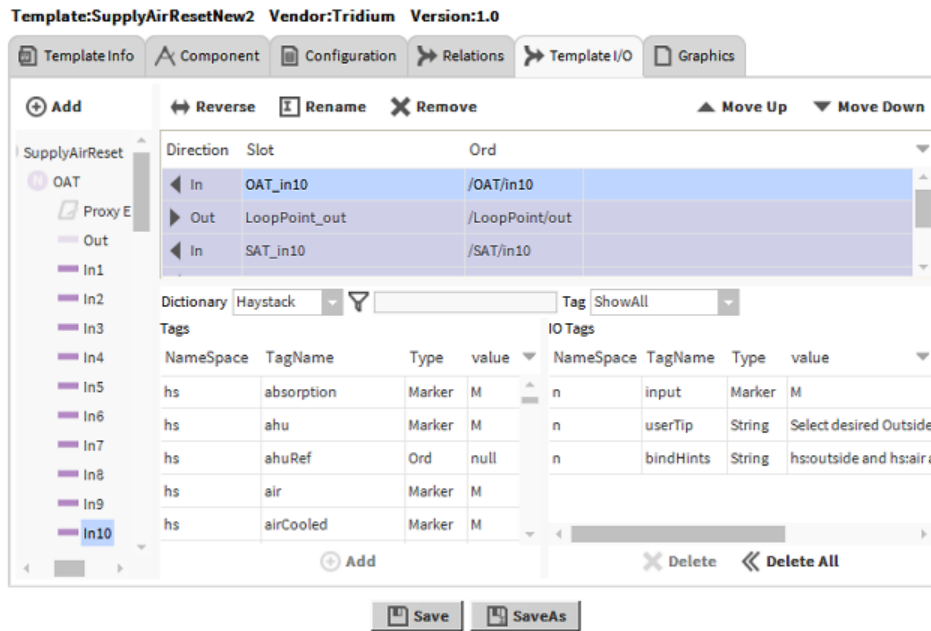 Template:SupplyAirResetNew2 Vendor:Tridium Version:1.0
Template Info Component Configuration Relations Template I/O Graphics
Add Reverse Rename Remove Move Up Move Down
SupplyAirReset
OAT
Proxy E
Out
In1
In2
In3
In4
In5
In6
In7
In8
In9
In10
Direction Slot Ord
In OAT_in10 /OAT/in10
Out LoopPoint_out /LoopPoint/out
In SAT_in10 /SAT/in10
Dictionary Haystack Tag ShowAll
Tags
NameSpace TagName Type value
hs absorption Marker M
hs ahu Marker M
hs ahuRef Ord null
hs air Marker M
hs airCooled Marker M
Add
IO Tags
NameSpace TagName Type value
n input Marker M
n userTip String Select desired Outside
n bindHints String hs:outside and hs:air a
Delete Delete All
Save SaveAs